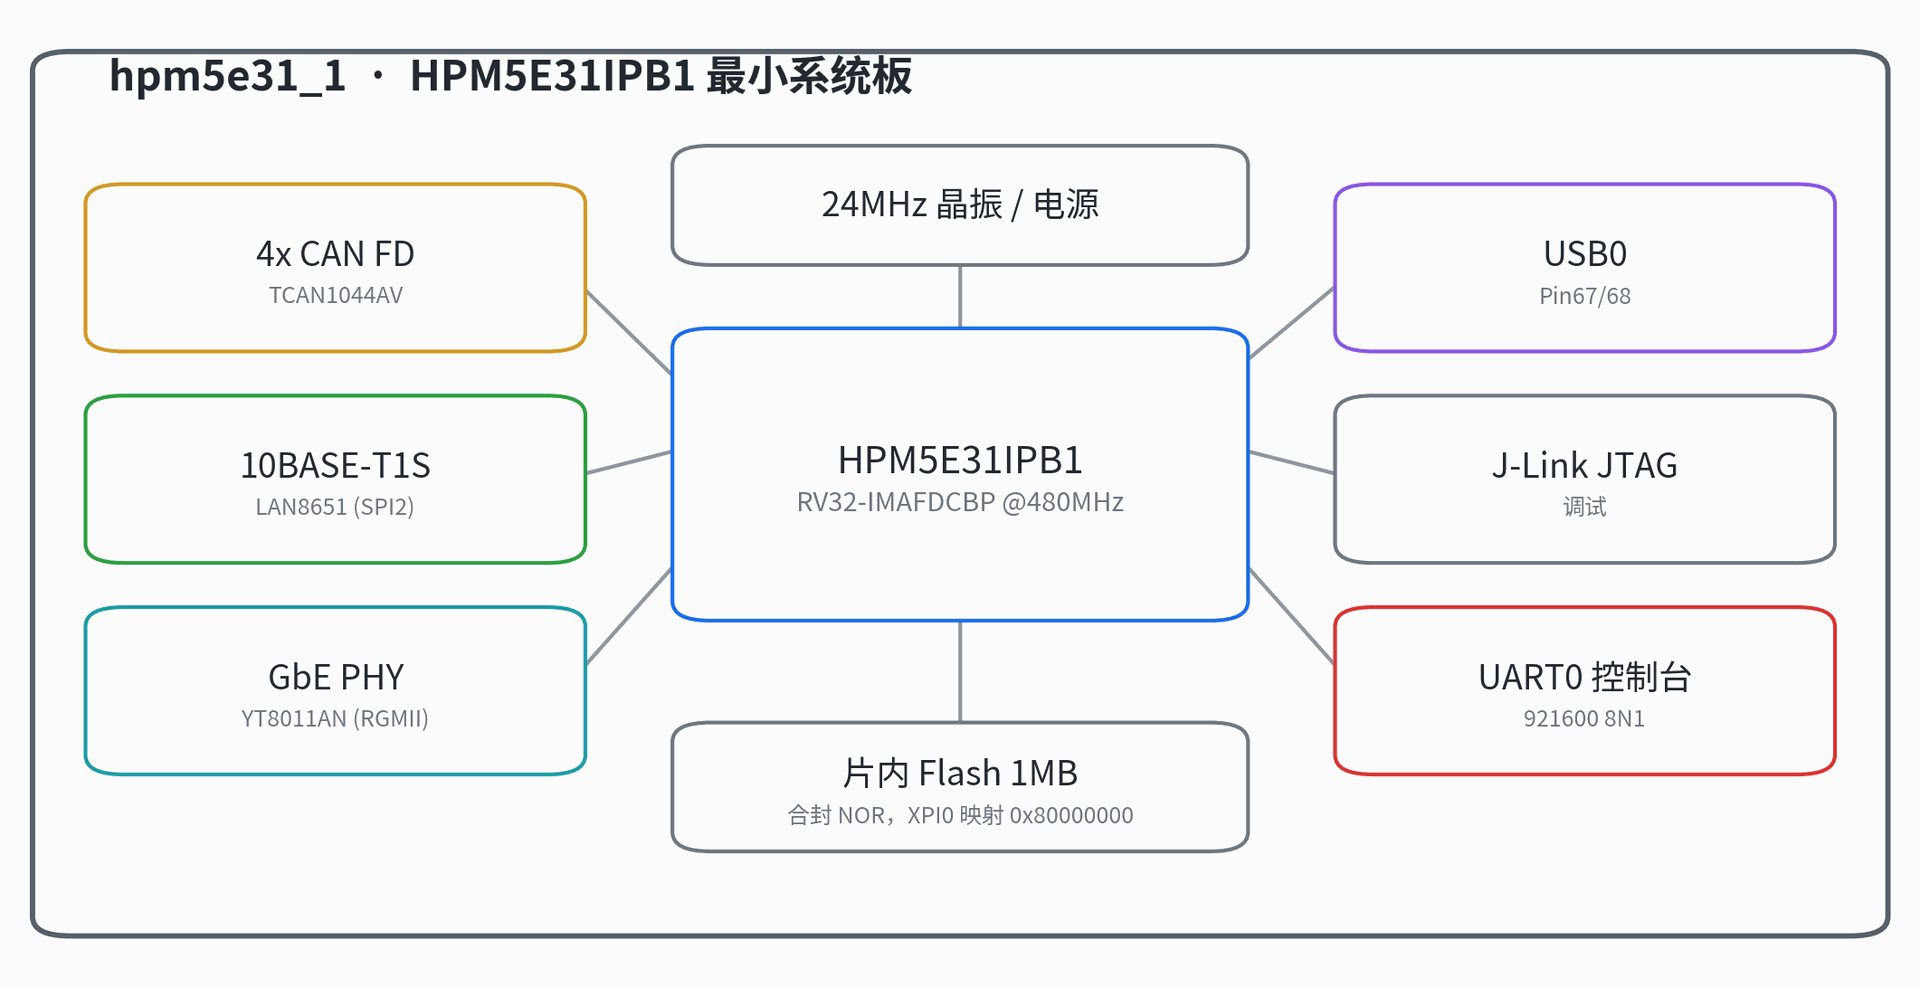 hpm5e31_1 · HPM5E31IPB1 最小系统板
24MHz 晶振 / 电源
4x CAN FD
TCAN1044AV
USB0
Pin67/68
10BASE-T1S
LAN8651 (SPI2)
HPM5E31IPB1
RV32-IMAFDCBP @480MHz
J-Link JTAG
调试
GbE PHY
YT8011AN (RGMII)
UART0 控制台
921600 8N1
片内 Flash 1MB
合封 NOR，XPI0 映射 0x80000000